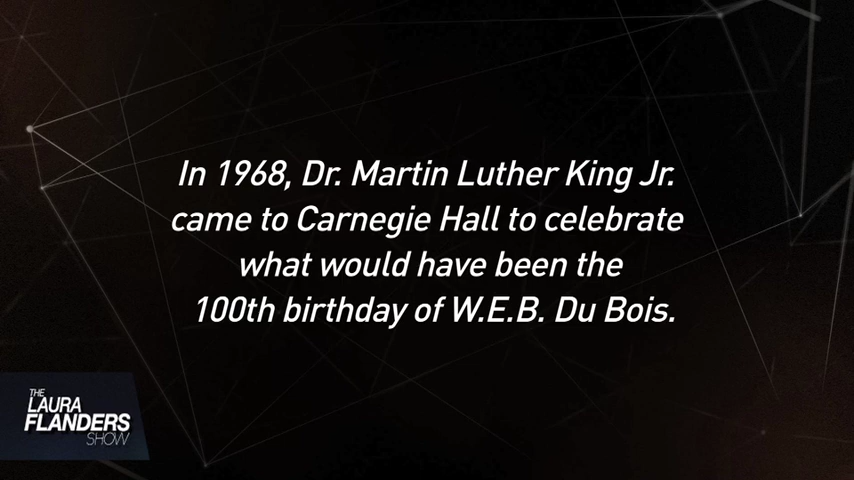 In 1968, Dr. Martin Luther King Jr.
came to Carnegie Hall to celebrate
what would have been the
100th birthday of W.E.B. Du Bois.
THE
LAURA
FLANDERS
SHOW